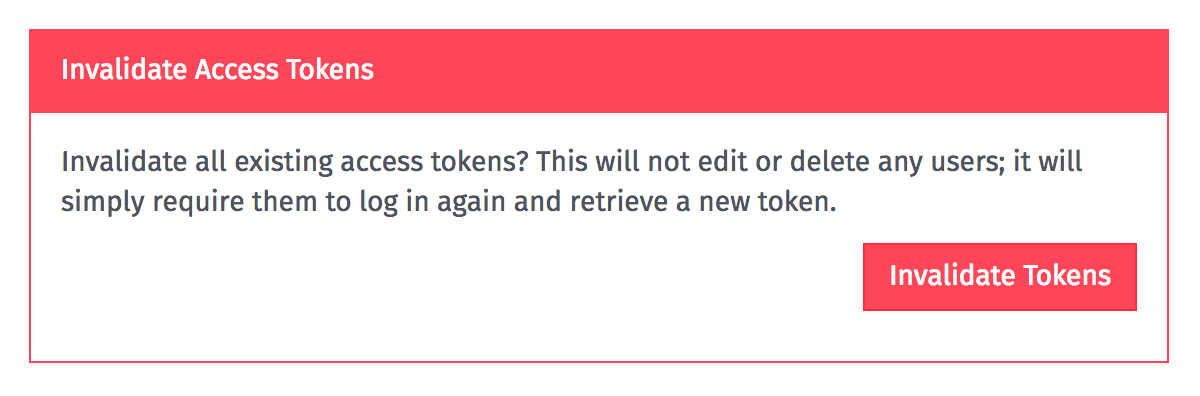 Invalidate Access Tokens
Invalidate all existing access tokens? This will not edit or delete any users; it will
simply require them to log in again and retrieve a new token.
Invalidate Tokens